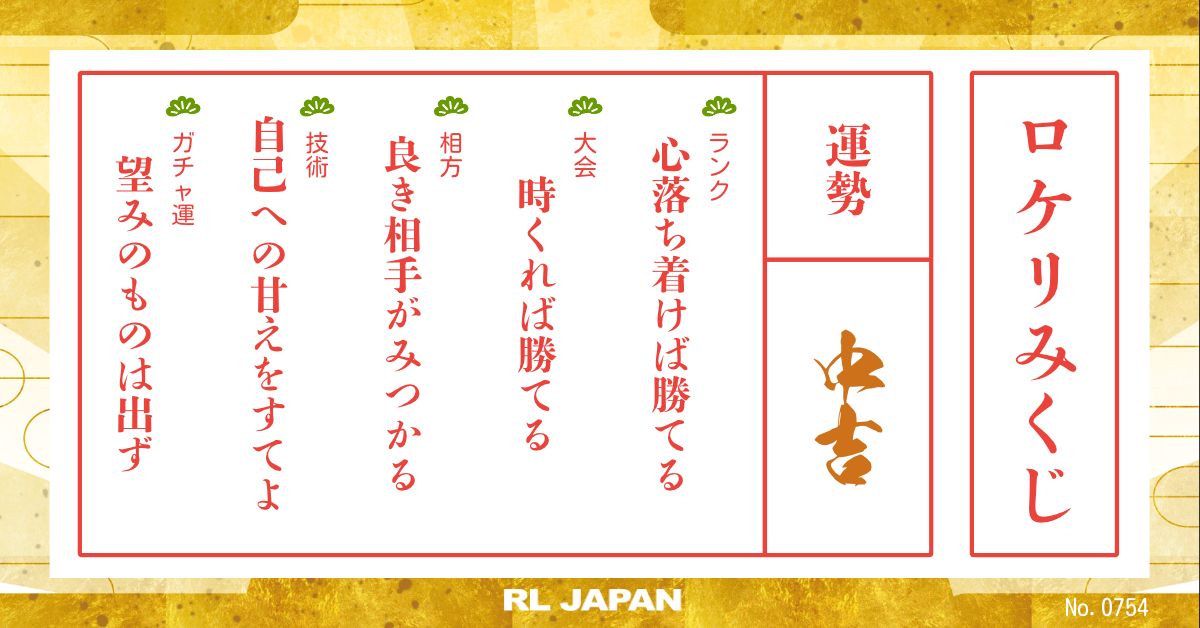 ロケリみくじ
運勢
中吉
ランク
心落ち着けば勝てる
大会
時くれば勝てる
相方
良き相手がみつかる
技術
自己への甘えをすてよ
ガチャ運
望みのものは出ず
RL JAPAN
No. 0754